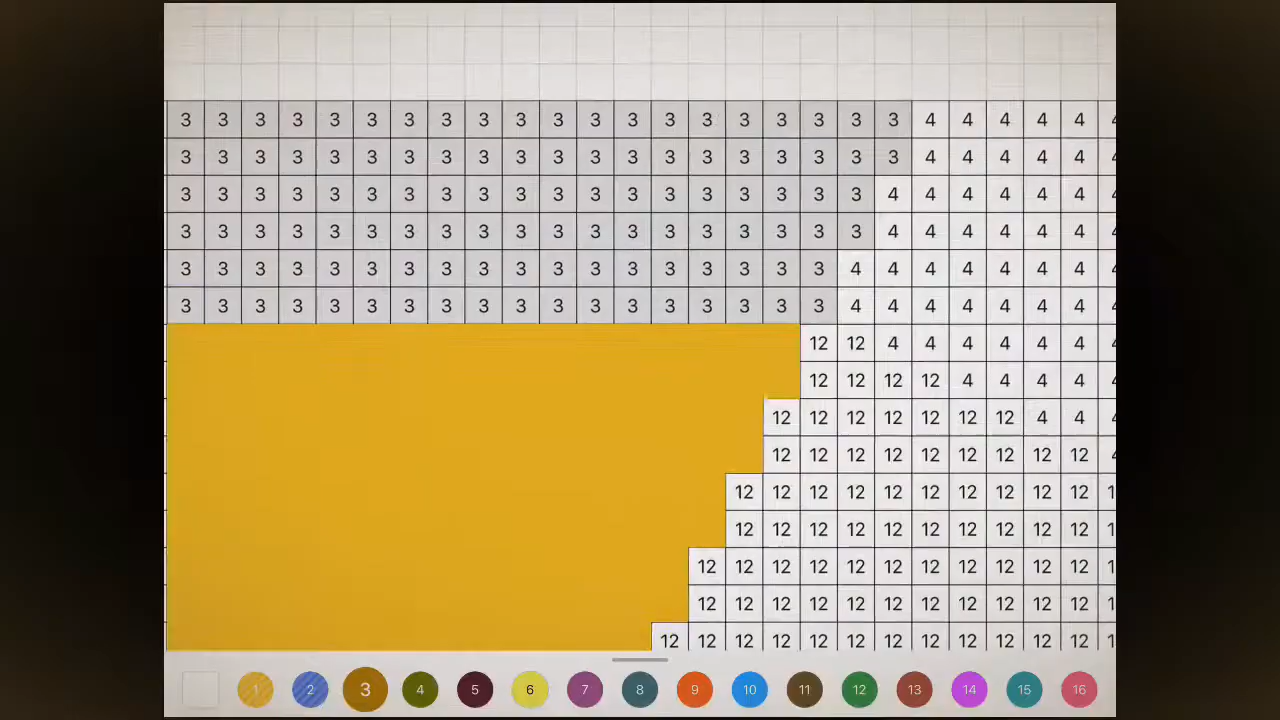 3 3 3 3 3 3 3 3 3 3 3 3 3 3 3 3 3 3 3 3 4 4 4 4 4
3 3 3 3 3 3 3 3 3 3 3 3 3 3 3 3 3 3 3 3 4 4 4 4 4
3 3 3 3 3 3 3 3 3 3 3 3 3 3 3 3 3 3 3 4 4 4 4 4 4
3 3 3 3 3 3 3 3 3 3 3 3 3 3 3 3 3 3 3 4 4 4 4 4 4
3 3 3 3 3 3 3 3 3 3 3 3 3 3 3 3 3 3 4 4 4 4 4 4 4
3 3 3 3 3 3 3 3 3 3 3 3 3 3 3 3 3 3 4 4 4 4 4 4 4
12 12 4 4 4 4 4 4
12 12 12 12 4 4 4 4
12 12 12 12 12 12 12 4 4
12 12 12 12 12 12 12 12 12
12 12 12 12 12 12 12 12 12 12
12 12 12 12 12 12 12 12 12 12
12 12 12 12 12 12 12 12 12 12 12
12 12 12 12 12 12 12 12 12 12 12
12 12 12 12 12 12 12 12 12 12 12 12
1 2 3 4 5 6 7 8 9 10 11 12 13 14 15 16